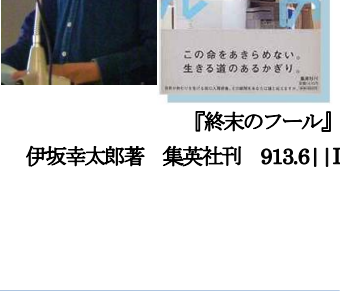 この命をあきらめない。
生きる道のあるかぎり。
集英社刊
『終末のフール』
伊坂幸太郎著　集英社刊　913.6||I